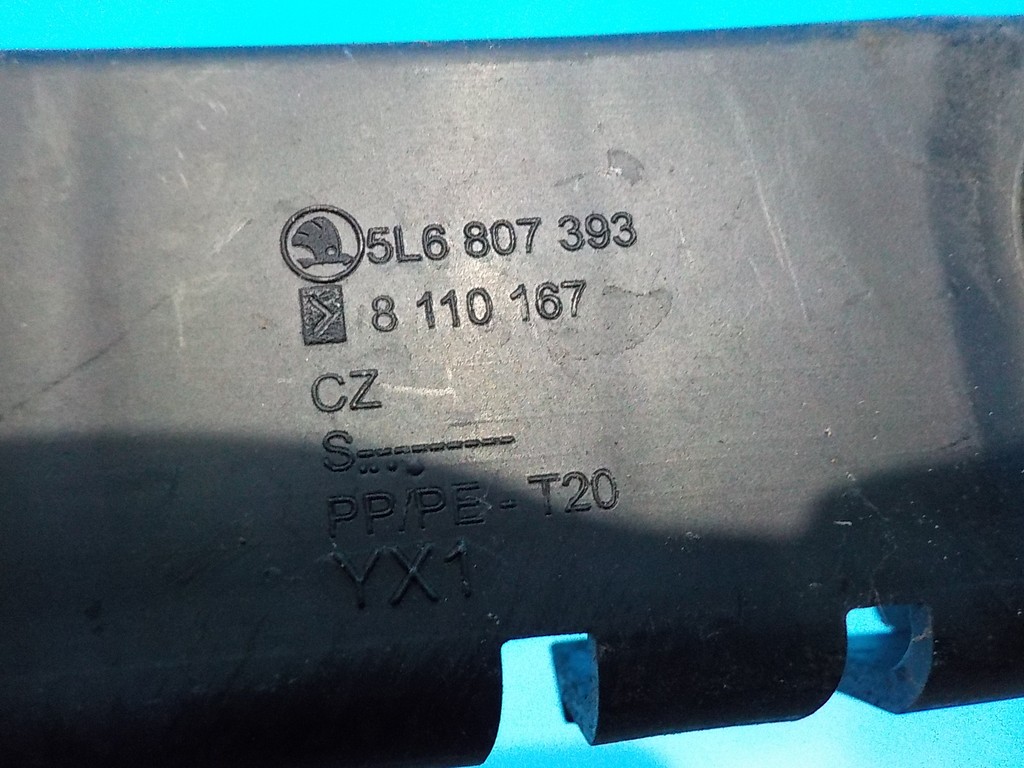 5L6 807 393
8 110 167
CZ
S---------
PP/PE - T20
YX1